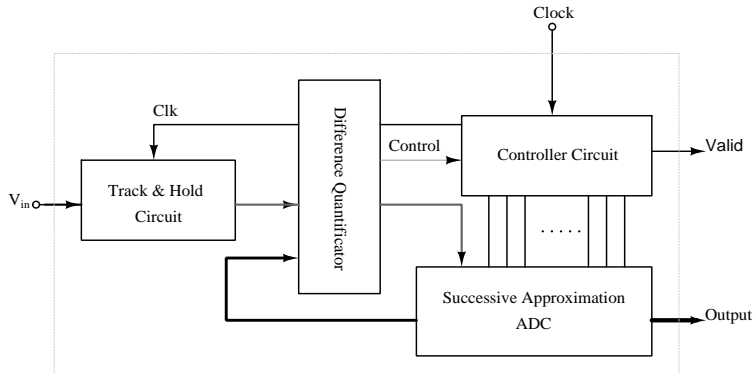 Clock
Clk
Difference Quantificator
Control
Controller Circuit
Valid
Track & Hold
Circuit
Vin
.....
Successive Approximation
ADC
Output